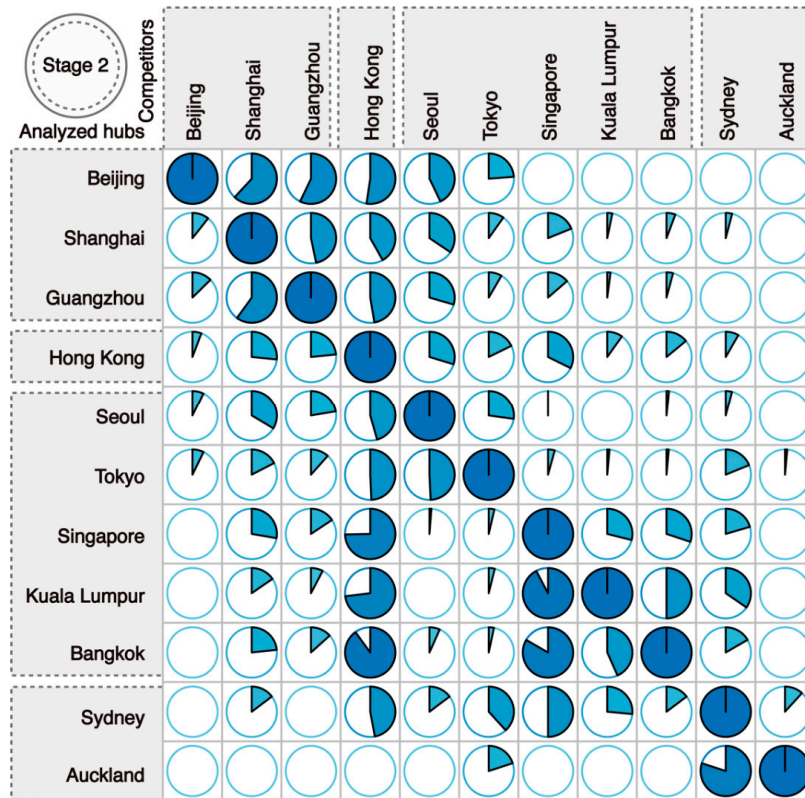 Stage 2
Competitors
Analyzed hubs
Beijing
Shanghai
Guangzhou
Hong Kong
Seoul
Tokyo
Singapore
Kuala Lumpur
Bangkok
Sydney
Auckland
Beijing
Shanghai
Guangzhou
Hong Kong
Seoul
Tokyo
Singapore
Kuala Lumpur
Bangkok
Sydney
Auckland